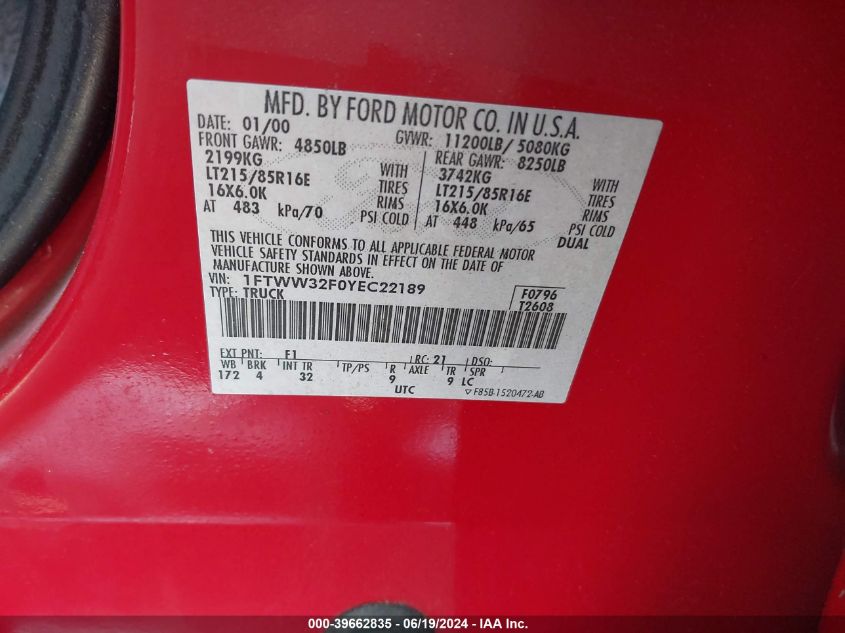 MFD. BY FORD MOTOR CO. IN U.S.A.
DATE: 01/00 GVWR: 11200LB/ 5080KG
FRONT GAWR: 4850LB REAR GAWR: 8250LB
2199KG WITH 3742KG WITH
LT215/85R16E TIRES LT215/85R16E TIRES
16X6.0K RIMS 16X6.0K RIMS
AT 483 kPa/70 PSI COLD AT 448 kPa/65 PSI COLD
DUAL
THIS VEHICLE CONFORMS TO ALL APPLICABLE FEDERAL MOTOR
VEHICLE SAFETY STANDARDS IN EFFECT ON THE DATE OF
MANUFACTURE SHOWN ABOVE.
VIN: 1FTWW32F0YEC22189 F0796
TYPE: TRUCK T2608
EXT PNT: F1 RC: 21 DSO:
WB BRK INT TR TP/PS R AXLE TR SPR
172 4 32 9 9 LC
UTC ▽ F85B-1520472-AB
000-39662835 - 06/19/2024 - IAA Inc.